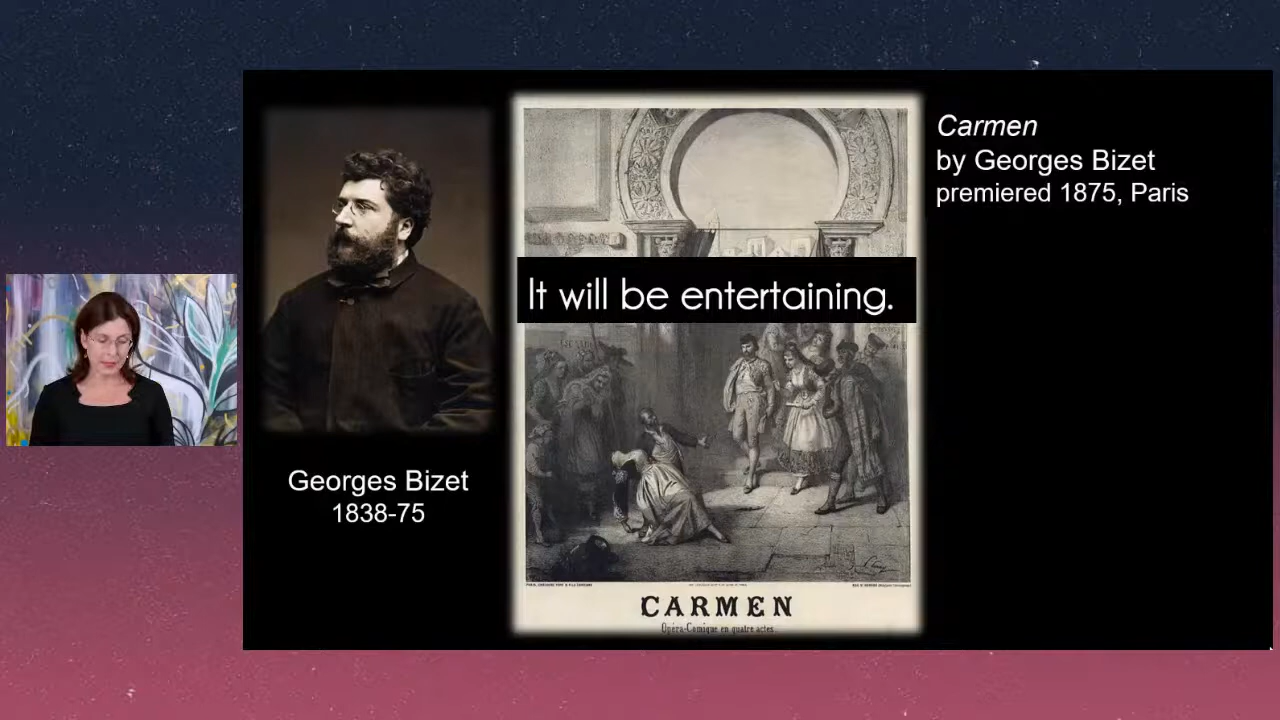 Carmen
by Georges Bizet
premiered 1875, Paris
It will be entertaining.
Georges Bizet
1838-75
CARMEN
Opéra-Comique en quatre actes